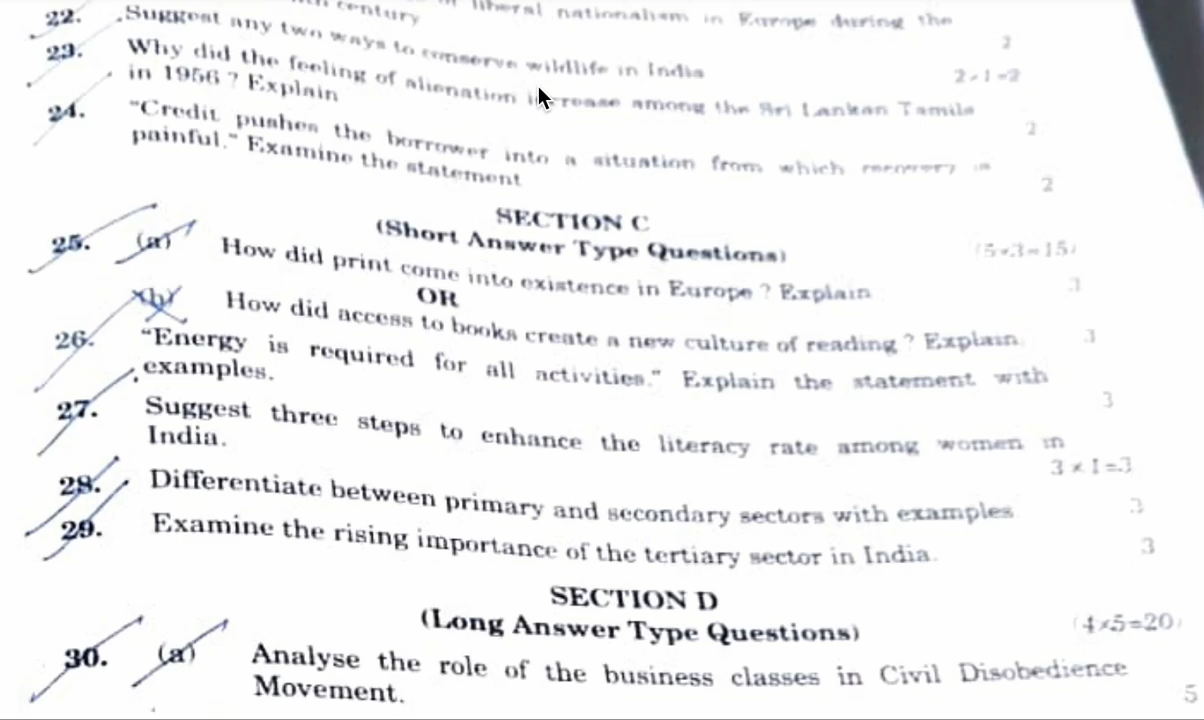 century liberal nationalism in Europe during the
2
22. Suggest any two ways to conserve wildlife in India
2×1=2
23. Why did the feeling of alienation increase among the Sri Lankan Tamils
in 1956 ? Explain
2
24. "Credit pushes the borrower into a situation from which recovery is
painful." Examine the statement
2
SECTION C
(Short Answer Type Questions) (5×3=15)
25. (a) How did print come into existence in Europe ? Explain 3
OR
(b) How did access to books create a new culture of reading ? Explain. 3
26. "Energy is required for all activities." Explain the statement with
examples.
3
27. Suggest three steps to enhance the literacy rate among women in
India.
3×1=3
28. Differentiate between primary and secondary sectors with examples 3
29. Examine the rising importance of the tertiary sector in India. 3
SECTION D
(Long Answer Type Questions) (4×5=20)
30. (a) Analyse the role of the business classes in Civil Disobedience
Movement.
5